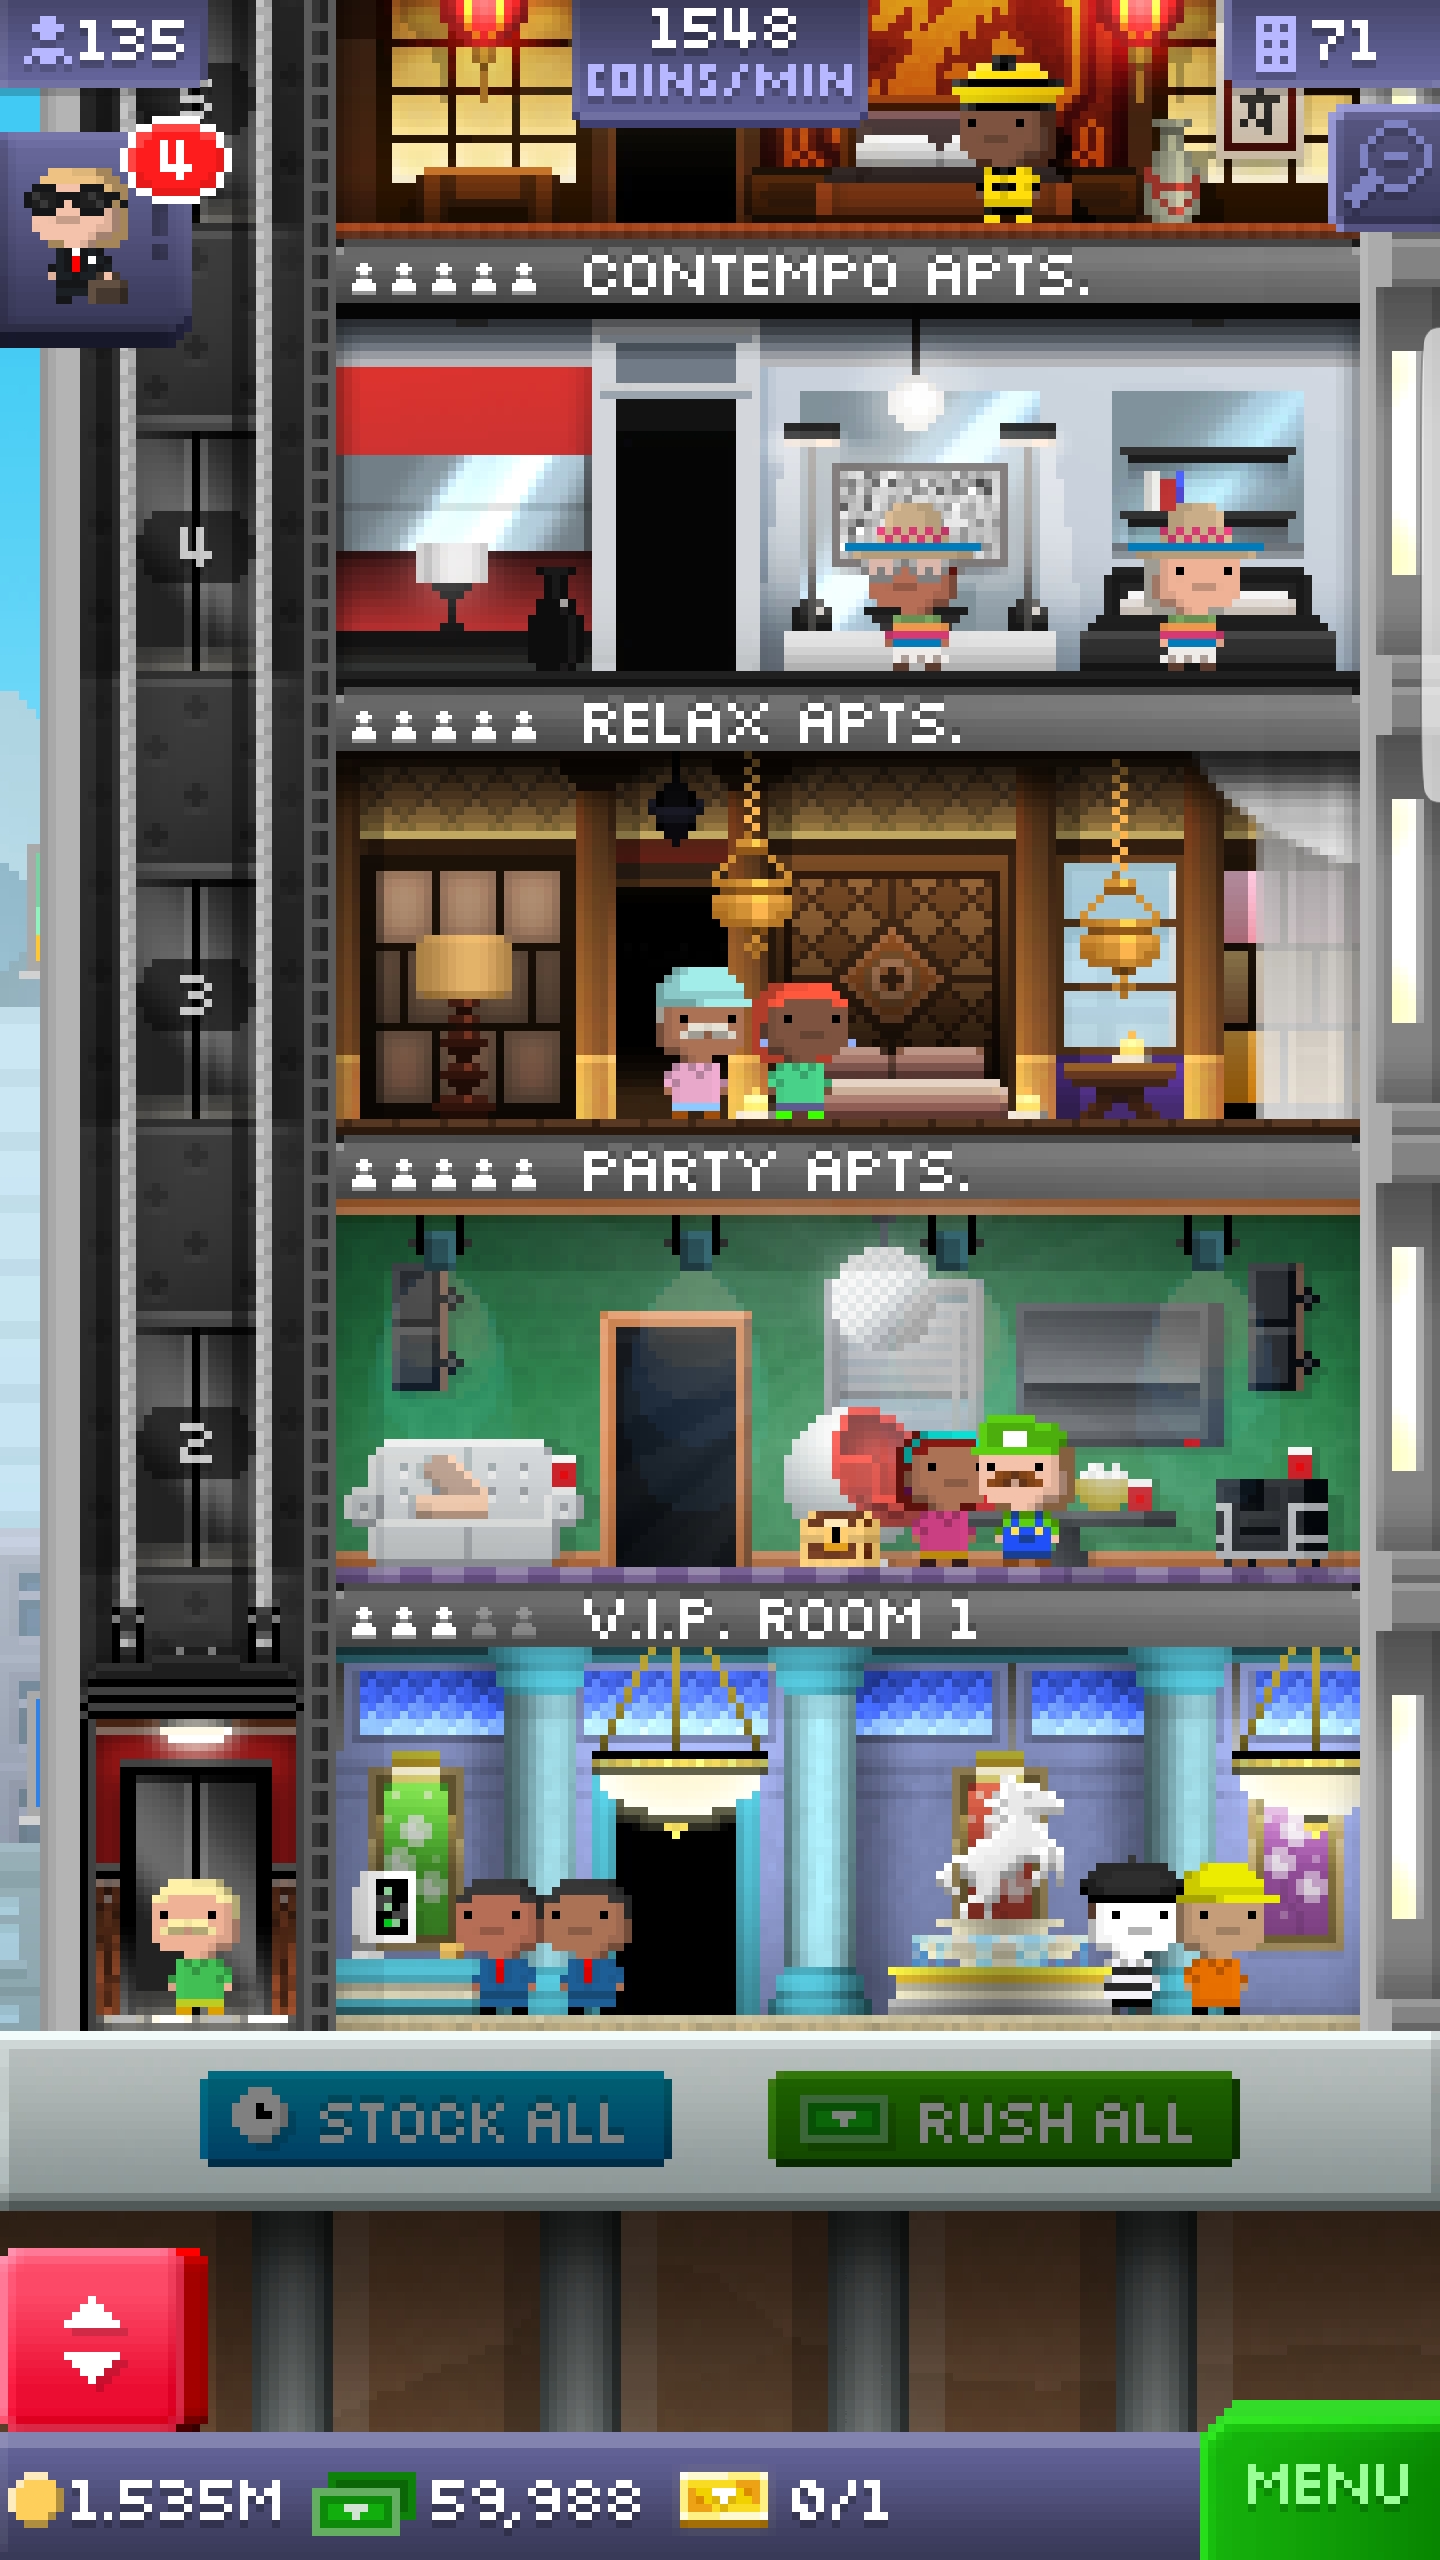 135
1548
COINS/MIN
71
4
5
CONTEMPO APTS.
4
RELAX APTS.
3
PARTY APTS.
2
V.I.P. ROOM 1
STOCK ALL
RUSH ALL
1.535M
59,988
0/1
MENU